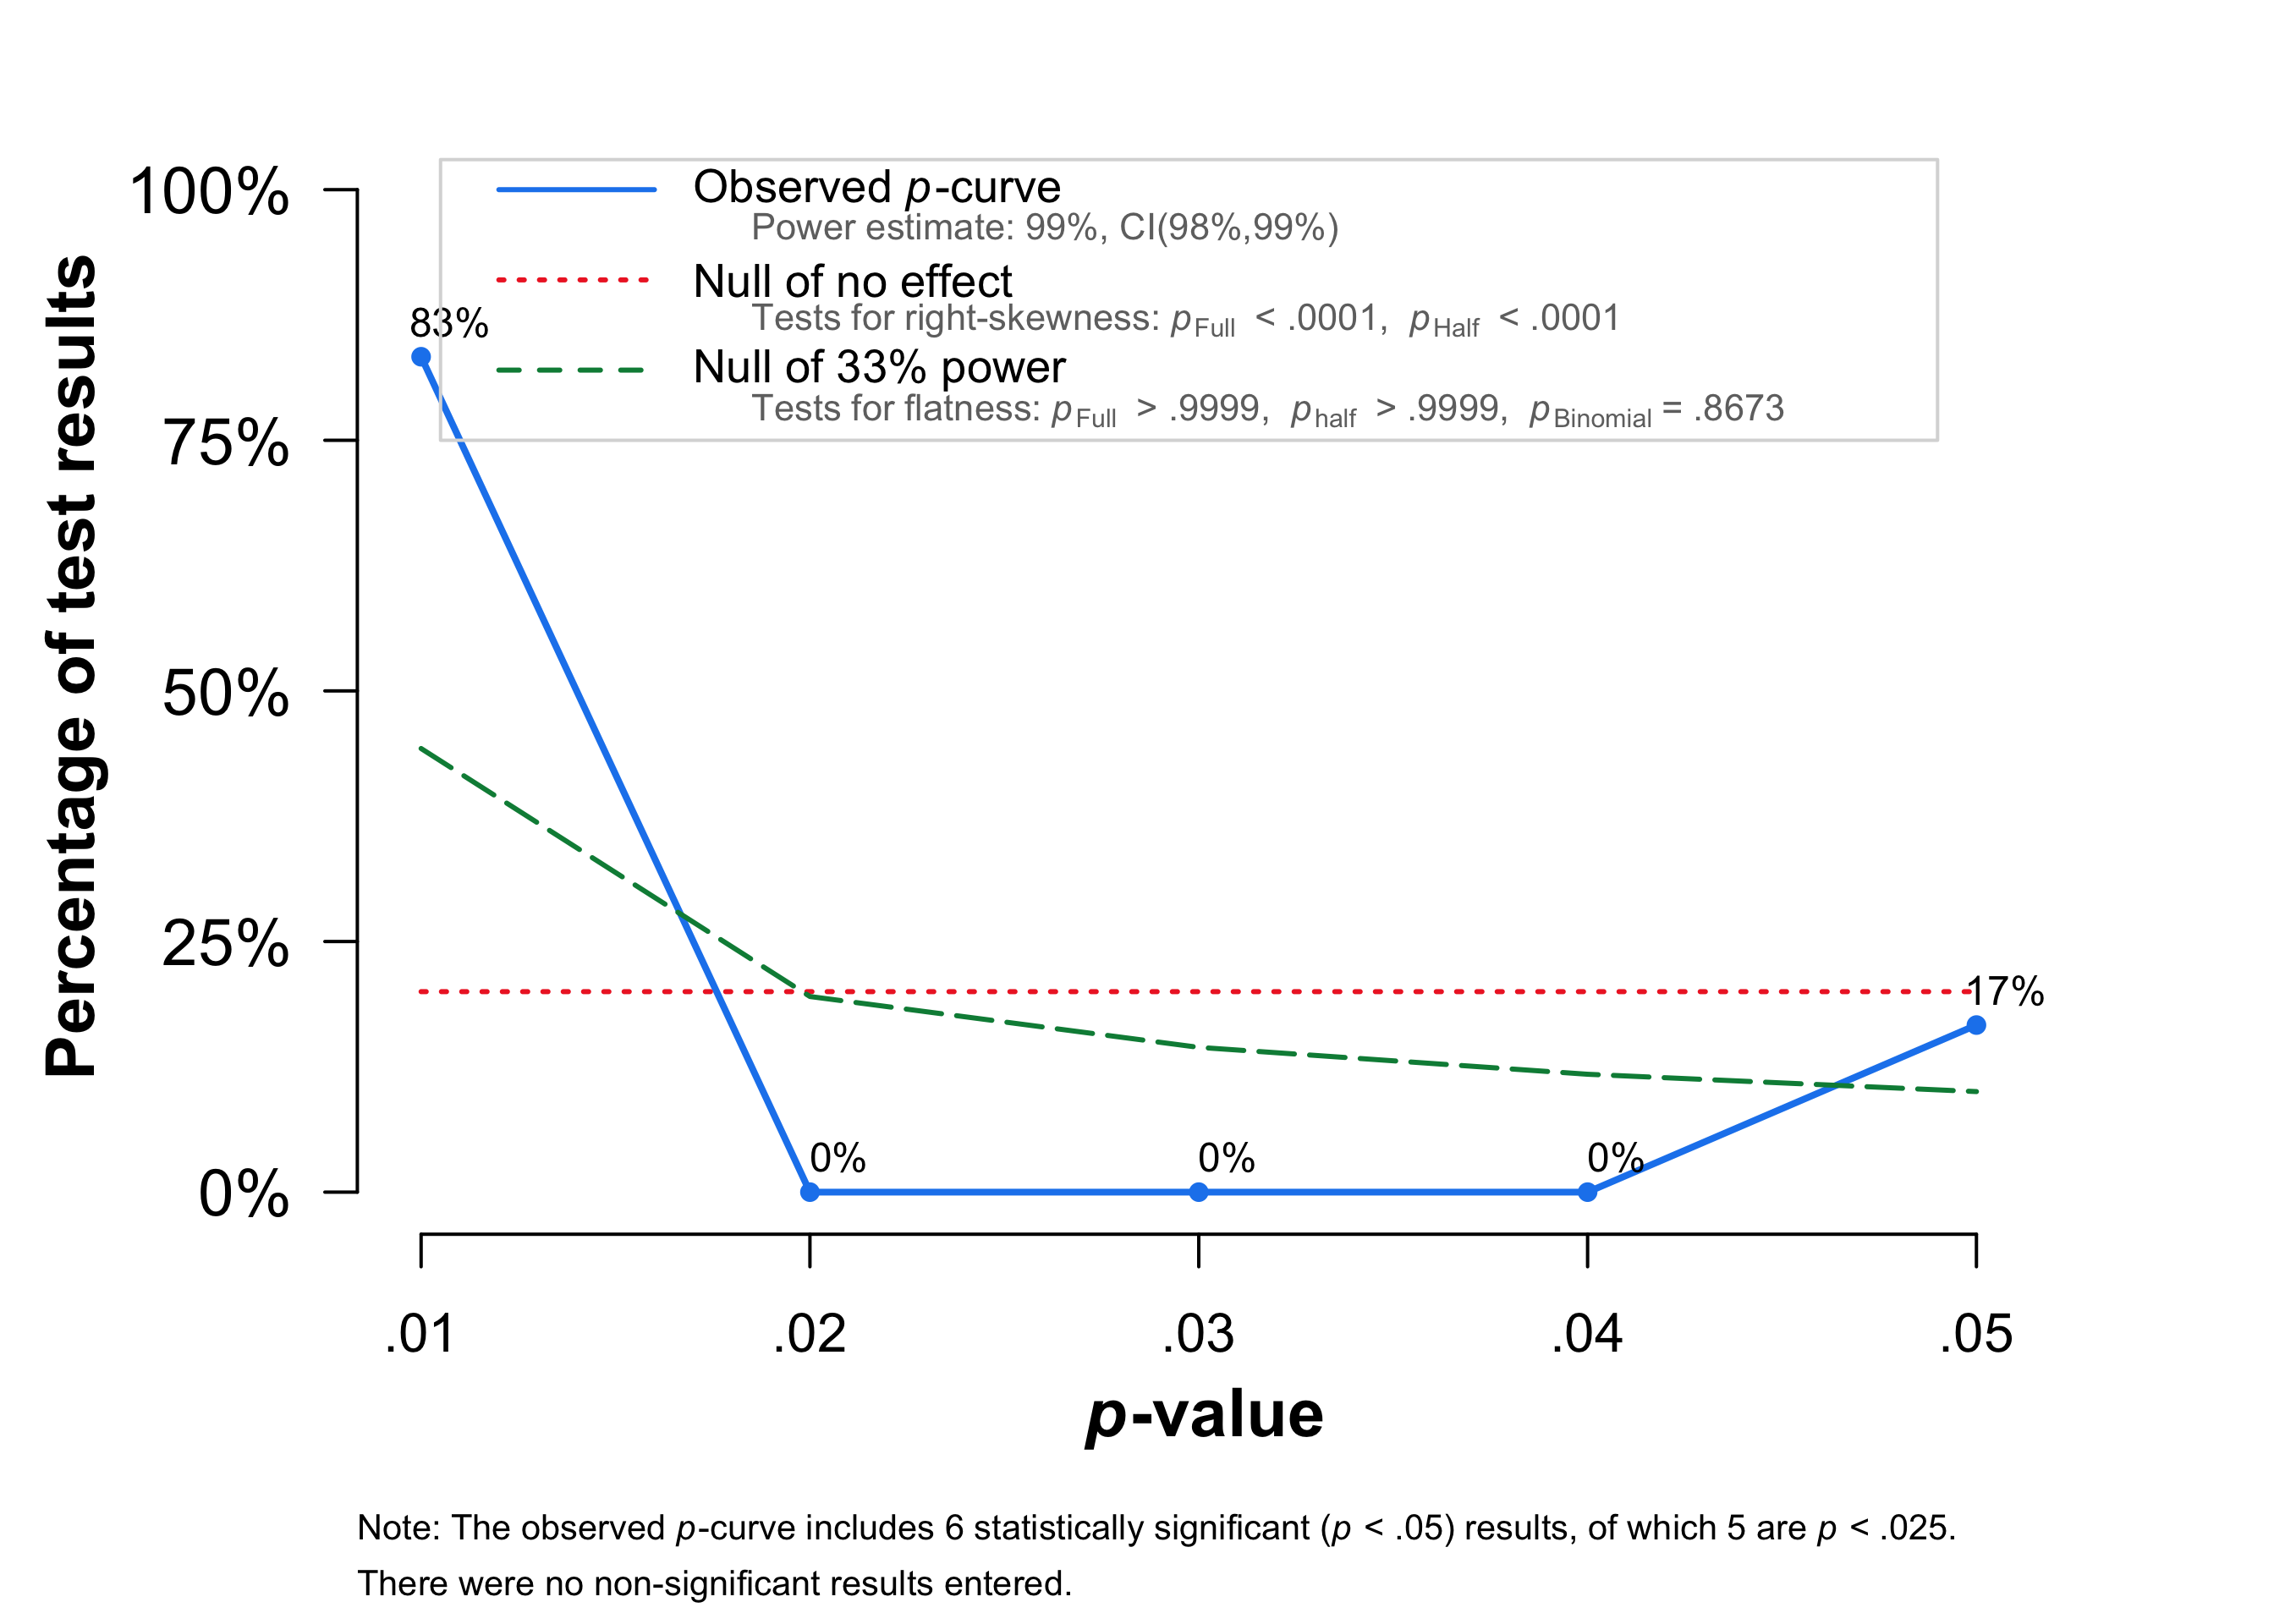 100%
75%
50%
25%
0%
Percentage of test results
Observed p-curve
Power estimate: 99%, CI(98%,99%)
Null of no effect
Tests for right-skewness: pFull < .0001, pHalf < .0001
Null of 33% power
Tests for flatness: pFull > .9999, phalf > .9999, pBinomial = .8673
83%
0%
0%
0%
17%
.01
.02
.03
.04
.05
p-value
Note: The observed p-curve includes 6 statistically significant (p < .05) results, of which 5 are p < .025.
There were no non-significant results entered.